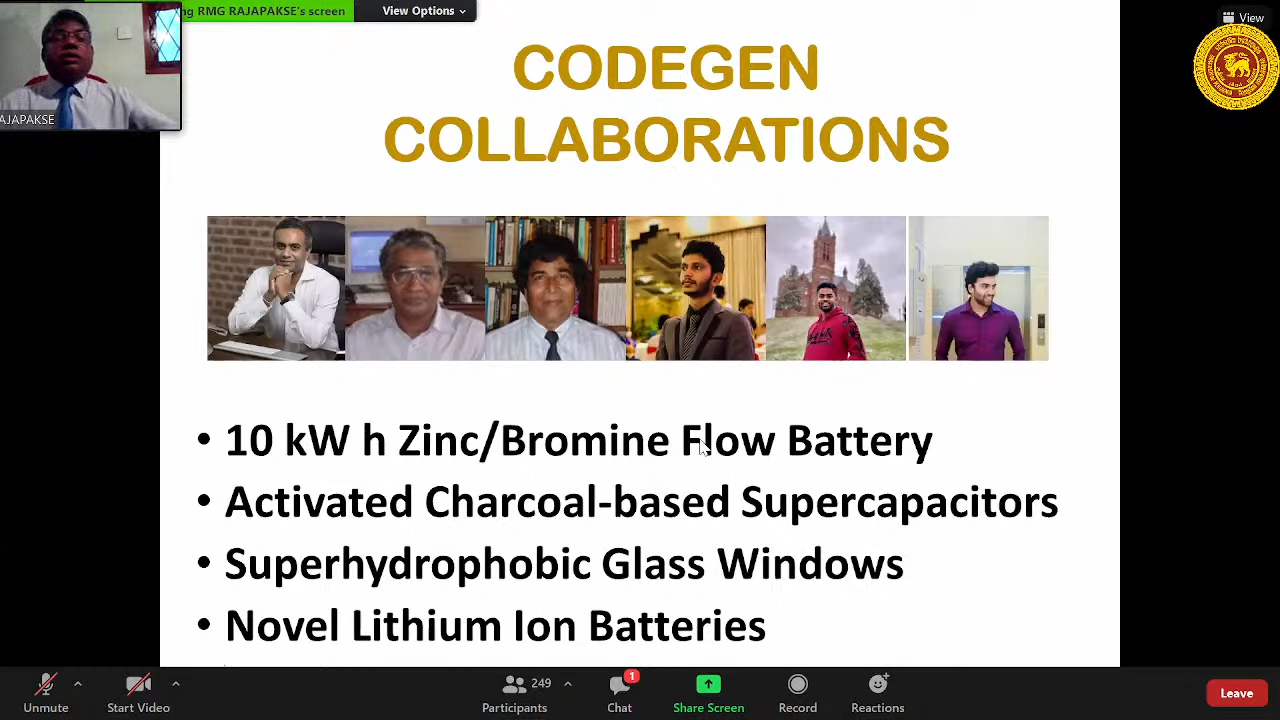 ng RMG RAJAPAKSE's screen
View Options
View
AJAPAKSE
CODEGEN
COLLABORATIONS
• 10 kW h Zinc/Bromine Flow Battery
• Activated Charcoal-based Supercapacitors
• Superhydrophobic Glass Windows
• Novel Lithium Ion Batteries
249
1
Unmute
Start Video
Participants
Chat
Share Screen
Record
Reactions
Leave